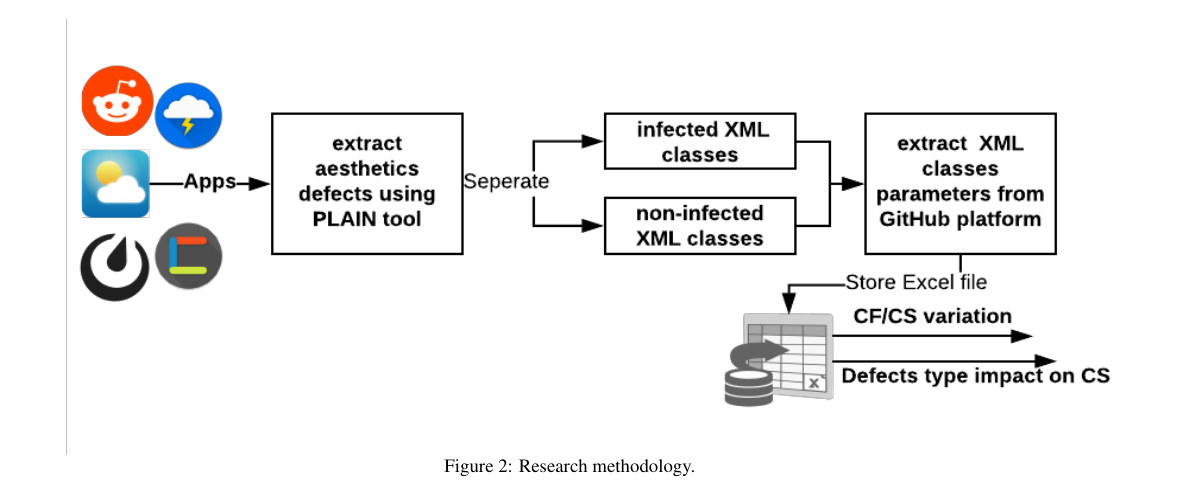 Apps
extract
aesthetics
defects using
PLAIN tool
Seperate
infected XML
classes
non-infected
XML classes
extract XML
classes
parameters from
GitHub platform
Store Excel file
CF/CS variation
Defects type impact on CS
X
Figure 2: Research methodology.